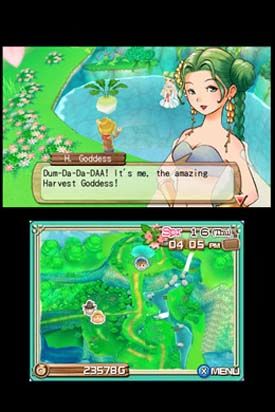 H. Goddess
Dum-Da-Da-DAA! It's me, the amazing
Harvest Goddess!
Spr 16 (Thu)
04 05 PM
23578G
X MENU